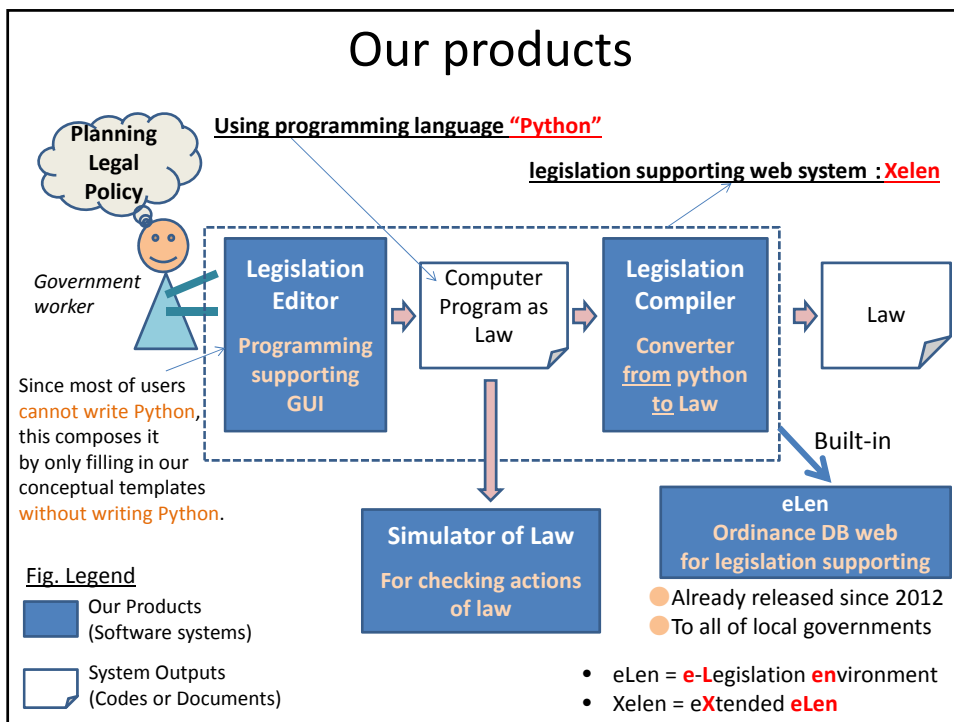 Our products
Using programming language “Python”
legislation supporting web system：Xelen
Planning
Legal
Policy
Government
worker
Legislation
Editor
Programming
supporting
GUI
Computer
Program as
Law
Legislation
Compiler
Converter
from python
to Law
Law
Since most of users
cannot write Python,
this composes it
by only filling in our
conceptual templates
without writing Python.
Built-in
Simulator of Law
For checking actions
of law
eLen
Ordinance DB web
for legislation supporting
Already released since 2012
To all of local governments
Fig. Legend
Our Products
(Software systems)
System Outputs
(Codes or Documents)
• eLen = e-Legislation environment
• Xelen = eXtended eLen